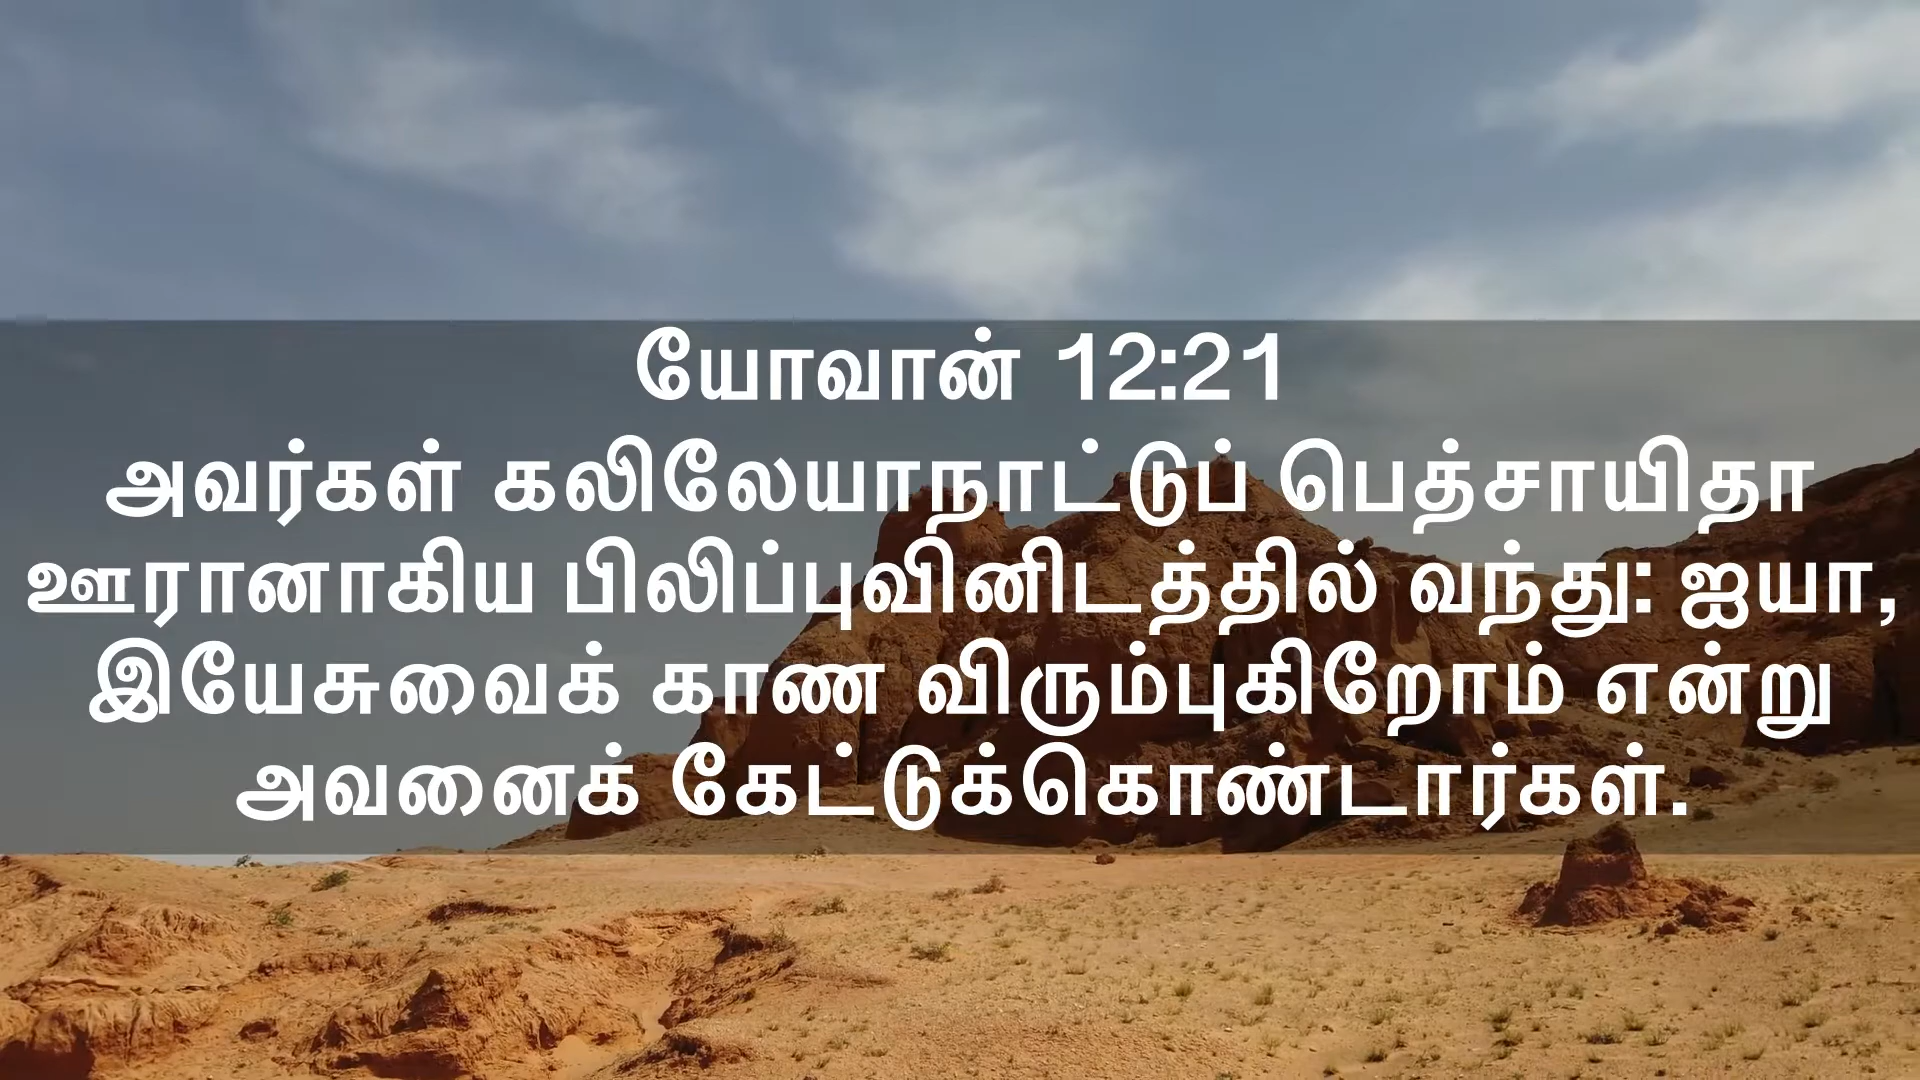 யோவான் 12:21
அவர்கள் கலிலேயாநாட்டுப் பெத்சாயிதா
ஊரானாகிய பிலிப்புவினிடத்தில் வந்து: ஐயா,
இயேசுவைக் காண விரும்புகிறோம் என்று
அவனைக் கேட்டுக்கொண்டார்கள்.